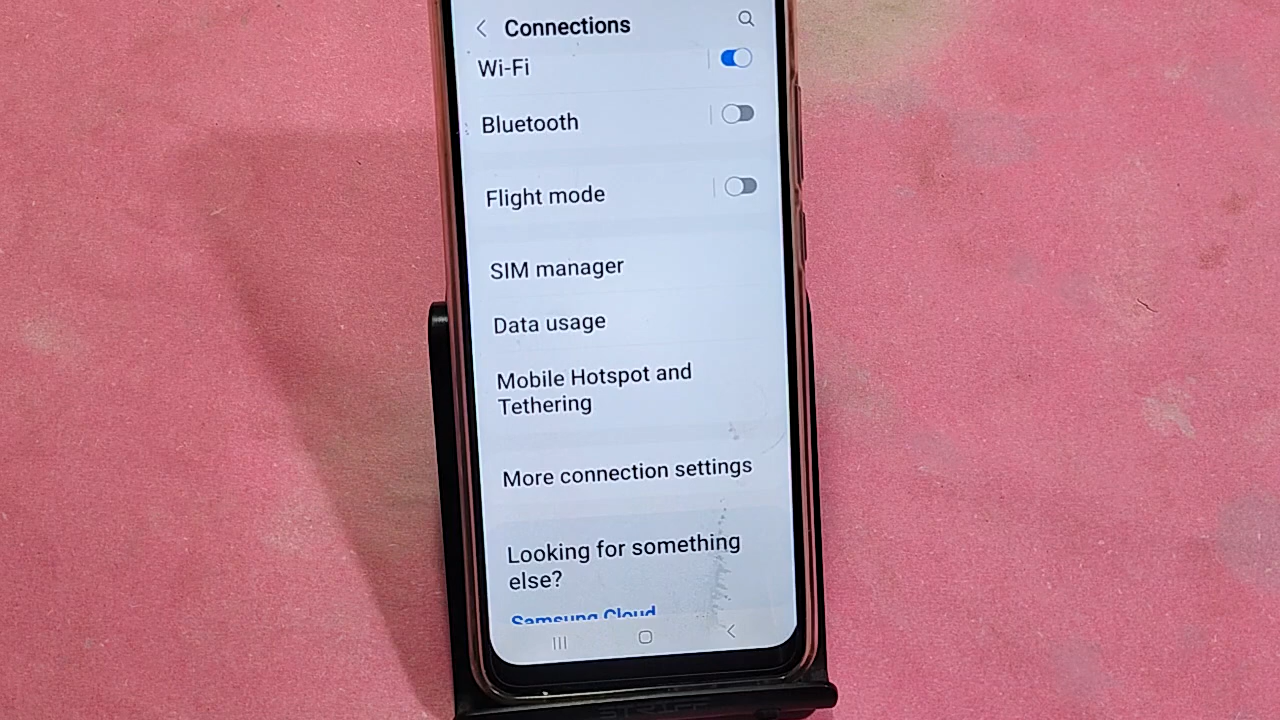 Connections
Wi-Fi
Bluetooth
Flight mode
SIM manager
Data usage
Mobile Hotspot and
Tethering
More connection settings
Looking for something
else?
Samsung Cloud